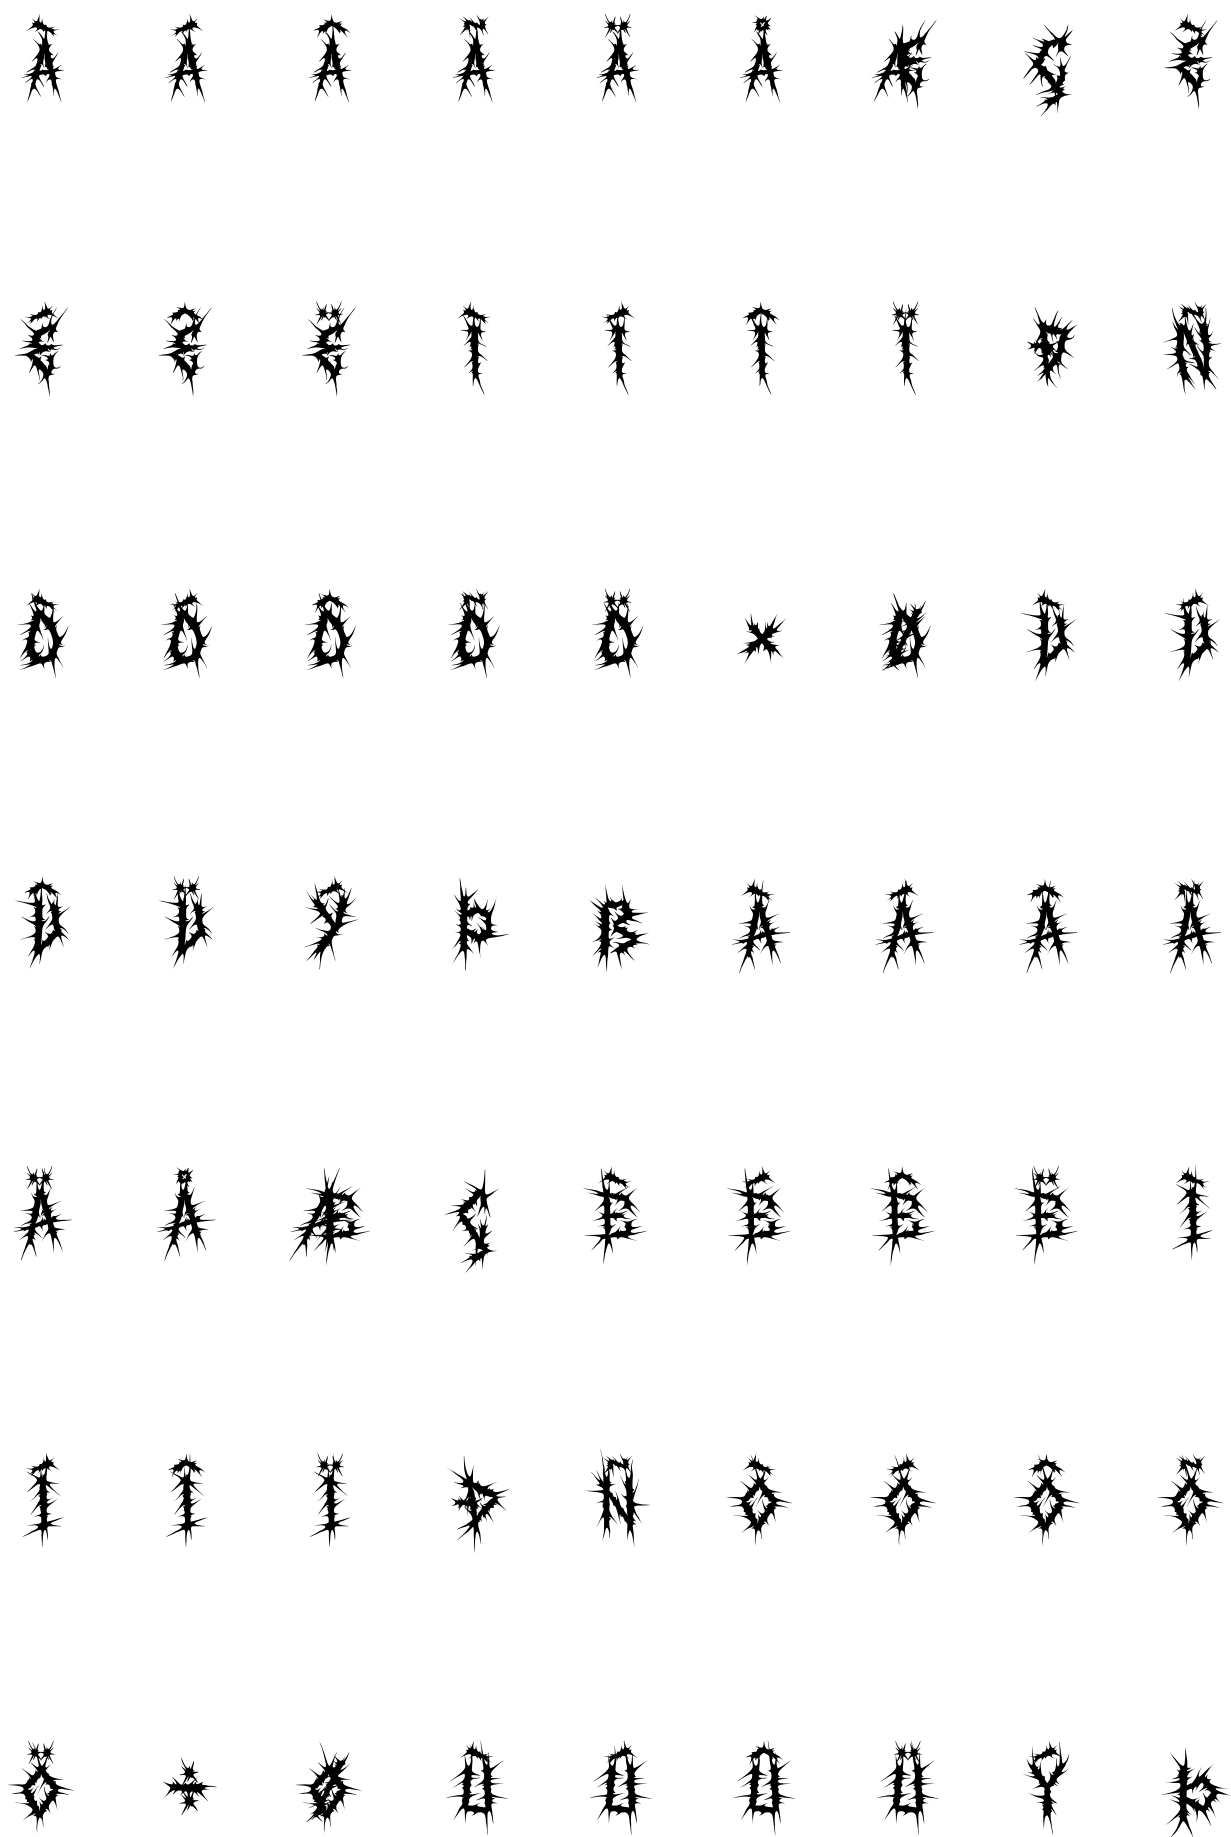 À Á Â Ã Ä Å Æ Ç È
É Ê Ë Ì Í Î Ï Ð Ñ
Ò Ó Ô Õ Ö × Ø Ù Ú
Û Ü Ý Þ ß à á â ã
ä å æ ç è é ê ë ì
í î ï ð ñ ò ó ô õ
ö ÷ ø ù ú û ü ý þ